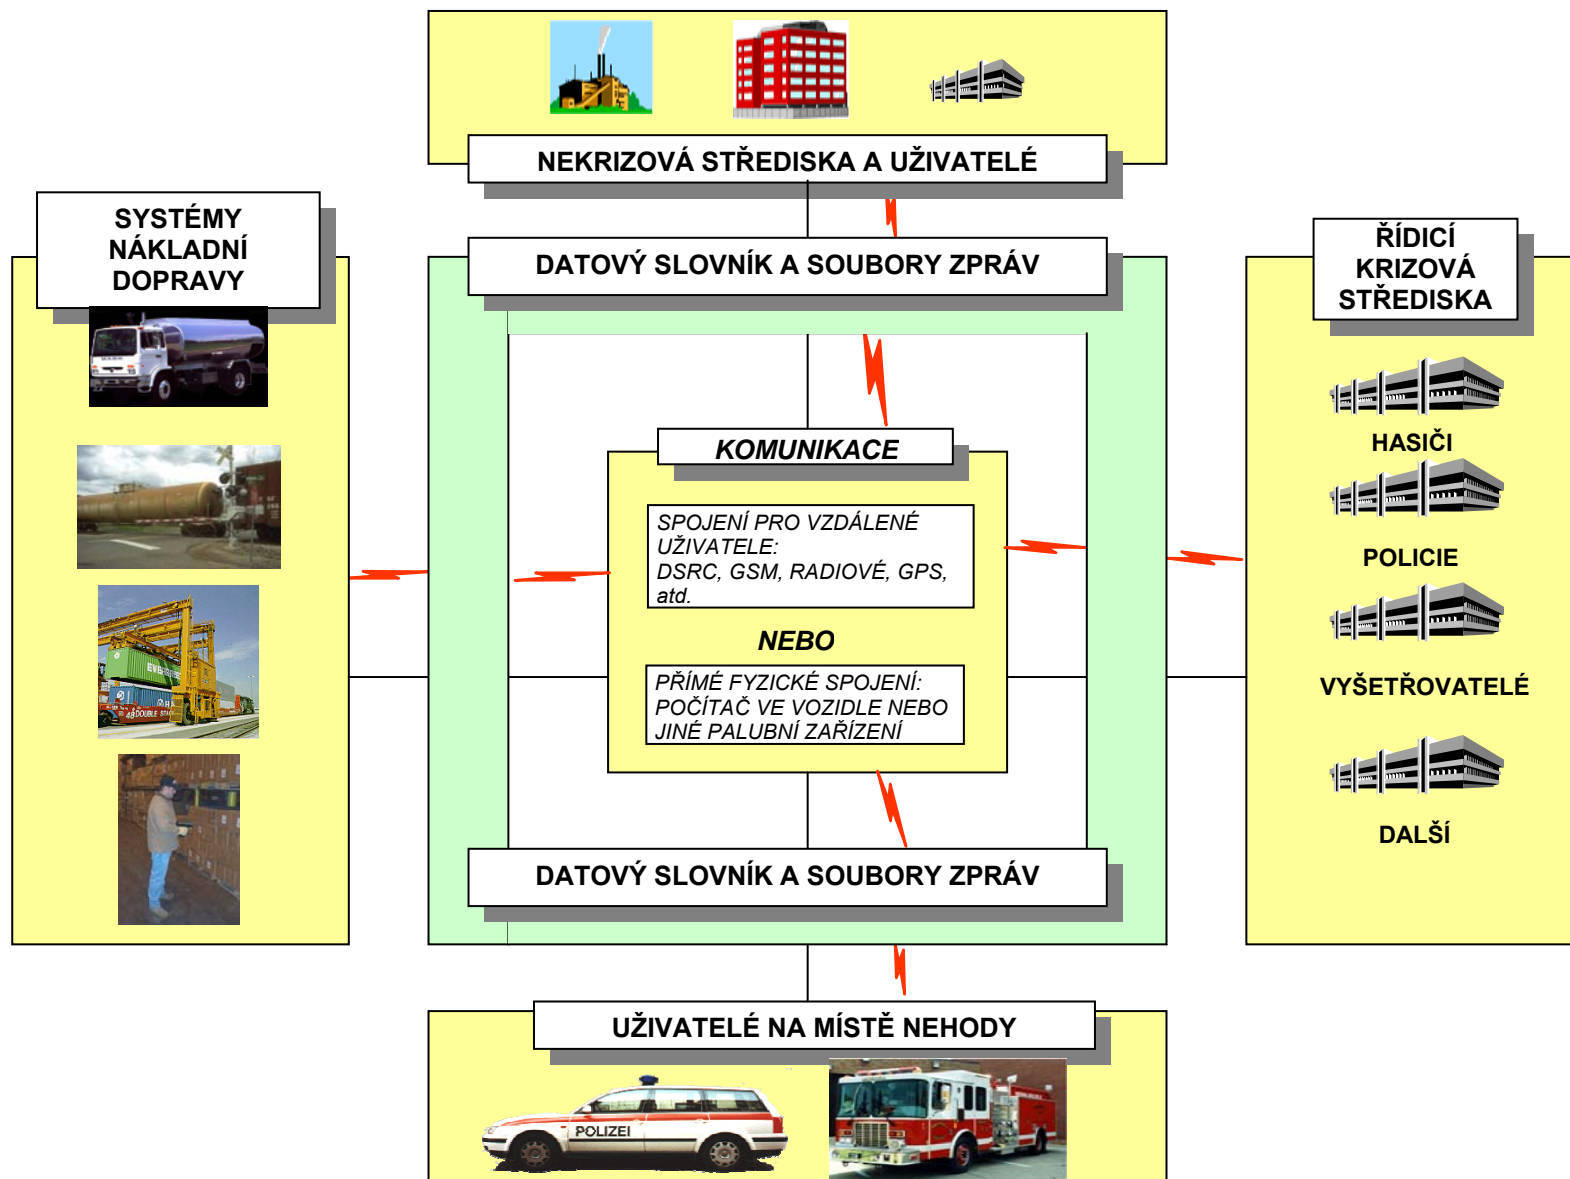 NEKRIZOVÁ STŘEDISKA A UŽIVATELÉ
SYSTÉMY
NÁKLADNÍ
DOPRAVY
DATOVÝ SLOVNÍK A SOUBORY ZPRÁV
ŘÍDICÍ
KRIZOVÁ
STŘEDISKA
KOMUNIKACE
SPOJENÍ PRO VZDÁLENÉ
UŽIVATELE:
DSRC, GSM, RADIOVÉ, GPS,
atd.
NEBO
PŘÍMÉ FYZICKÉ SPOJENÍ:
POČÍTAČ VE VOZIDLE NEBO
JINÉ PALUBNÍ ZAŘÍZENÍ
HASIČI
POLICIE
VYŠETŘOVATELÉ
DALŠÍ
DATOVÝ SLOVNÍK A SOUBORY ZPRÁV
UŽIVATELÉ NA MÍSTĚ NEHODY
POLIZEI